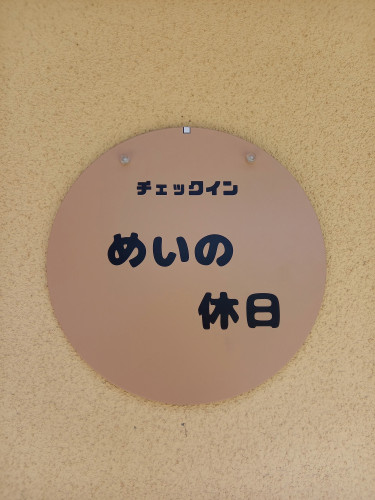 チェックイン
めいの
休日